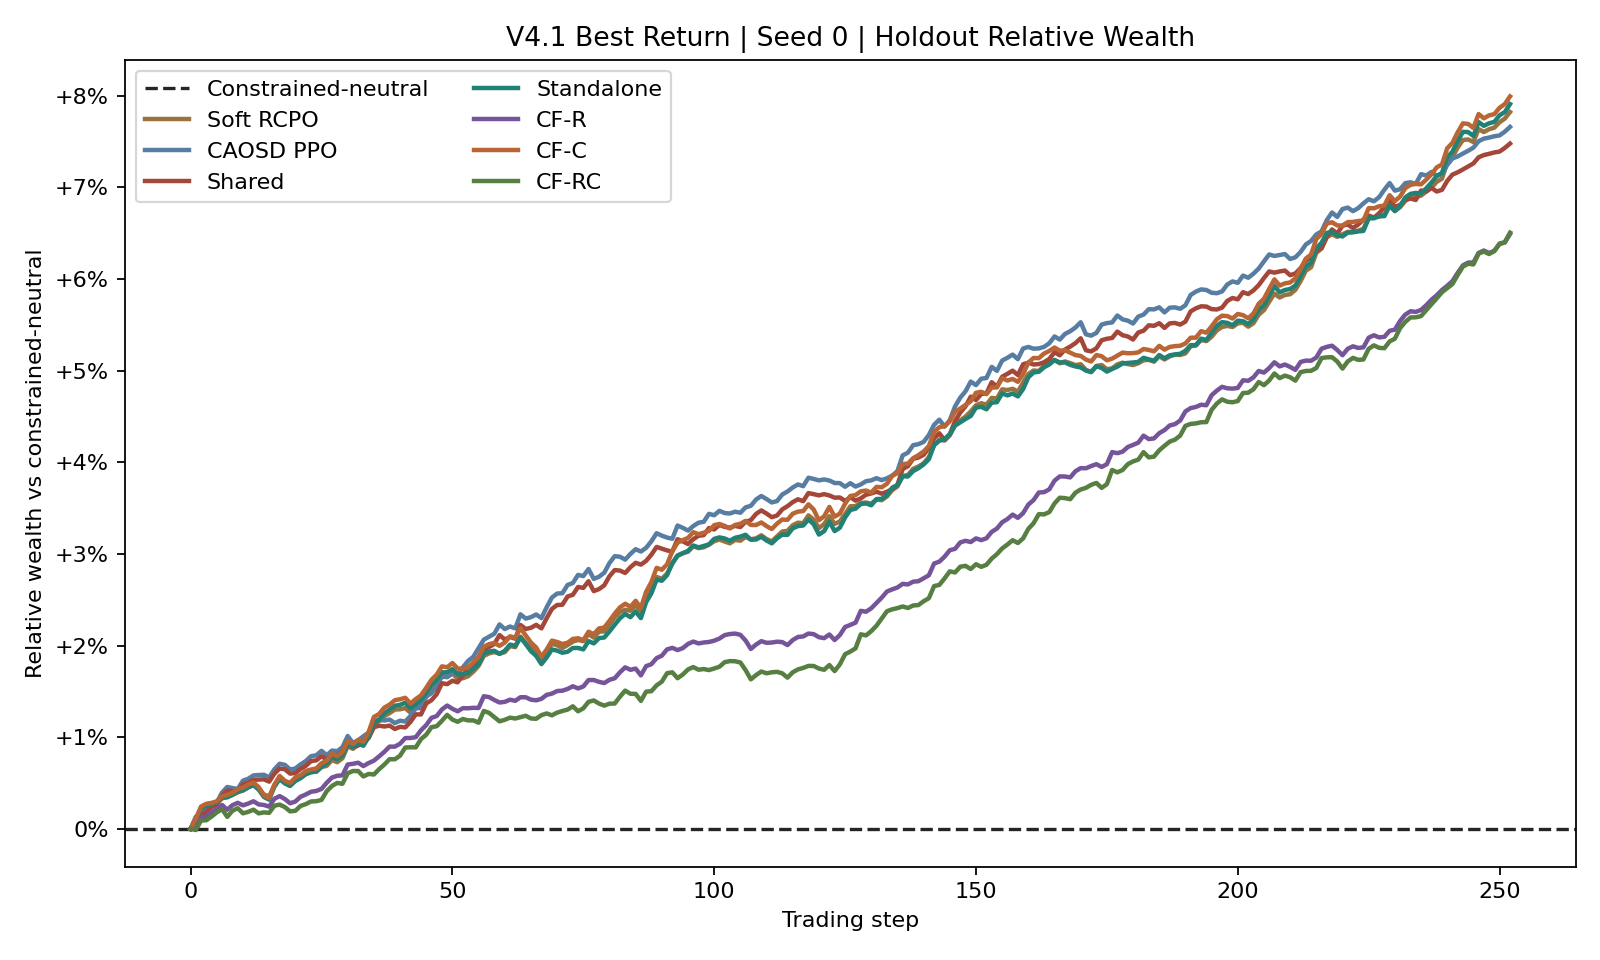 V4.1 Best Return | Seed 0 | Holdout Relative Wealth
Constrained-neutral
Soft RCPO
CAOSD PPO
Shared
Standalone
CF-R
CF-C
CF-RC
Relative wealth vs constrained-neutral
+8%
+7%
+6%
+5%
+4%
+3%
+2%
+1%
0%
0
50
100
150
200
250
Trading step